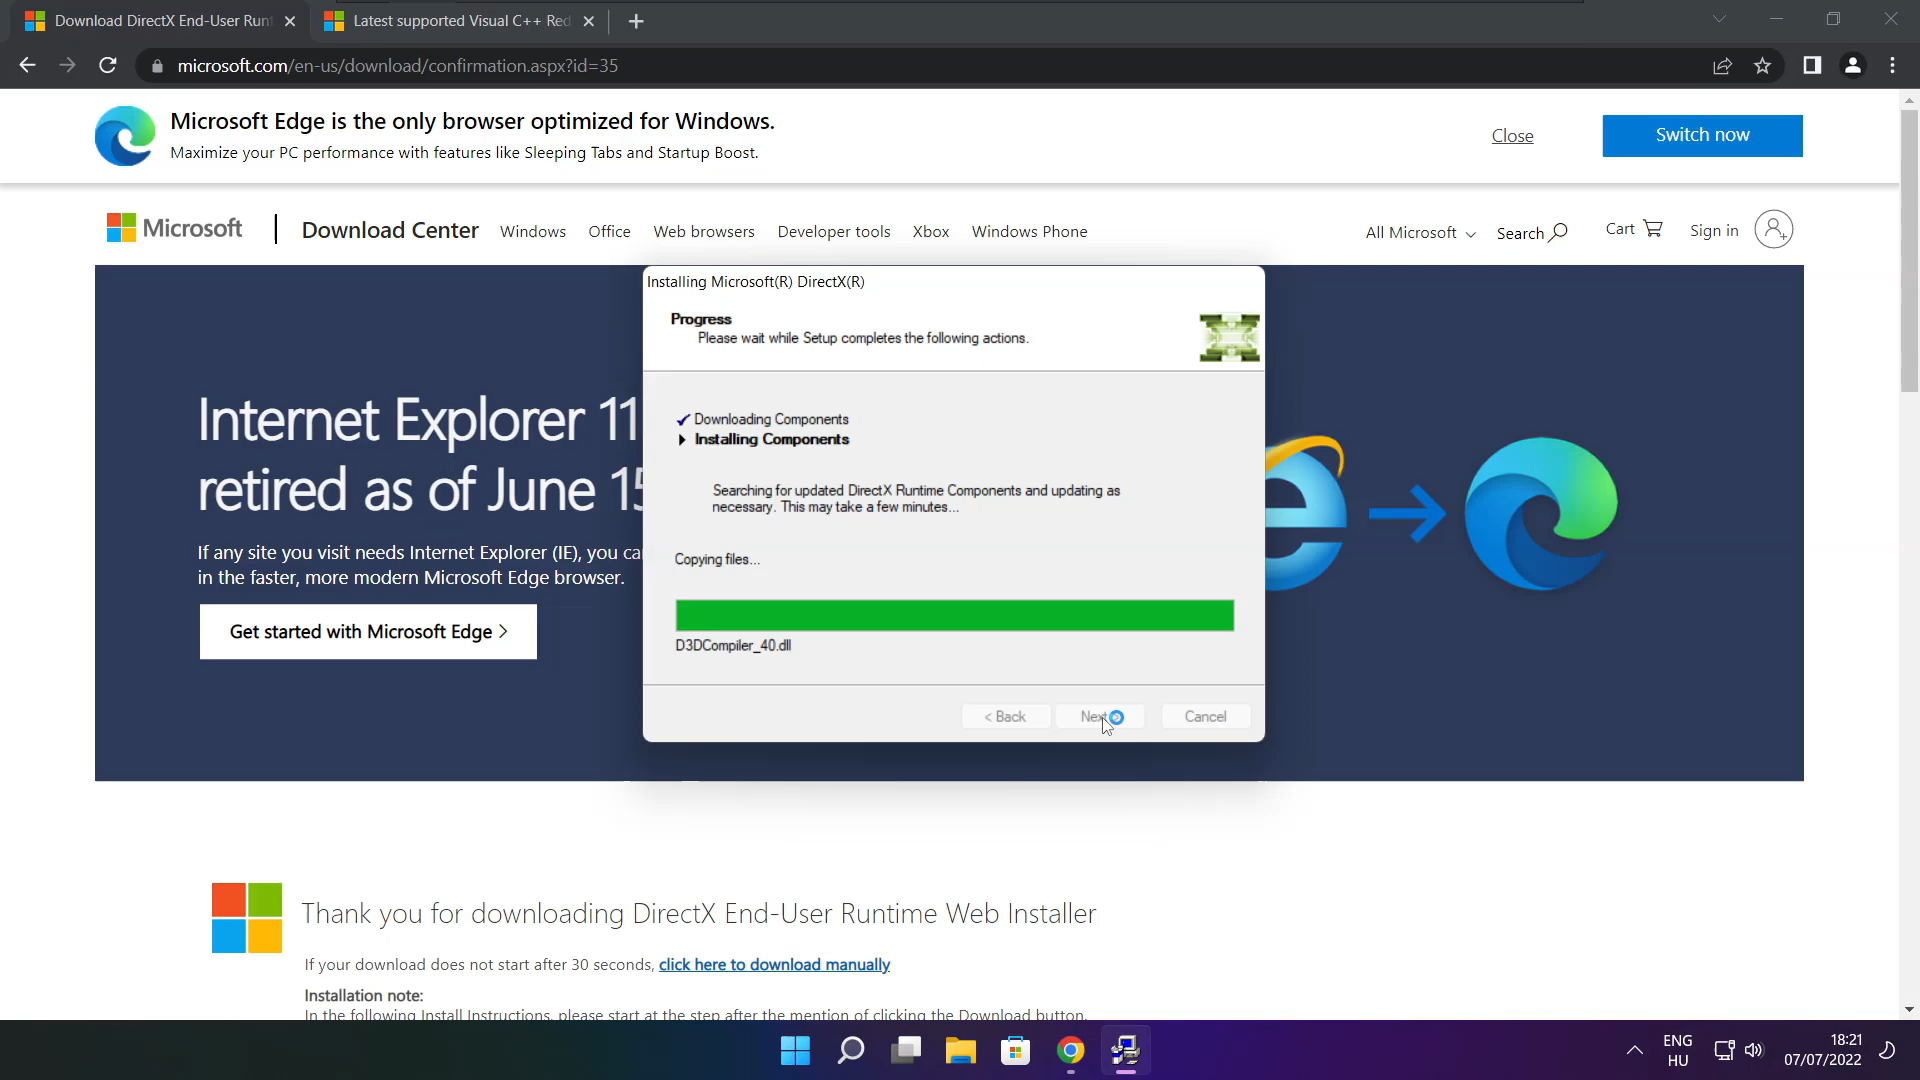 Download DirectX End-User Runt
Latest supported Visual C++ Red
microsoft.com/en-us/download/confirmation.aspx?id=35
Microsoft Edge is the only browser optimized for Windows.
Maximize your PC performance with features like Sleeping Tabs and Startup Boost.
Close
Switch now
Microsoft
Download Center
Windows
Office
Web browsers
Developer tools
Xbox
Windows Phone
All Microsoft
Search
Cart
Sign in
Installing Microsoft(R) DirectX(R)
Progress
Please wait while Setup completes the following actions.
Downloading Components
Installing Components
Searching for updated DirectX Runtime Components and updating as
necessary. This may take a few minutes...
Copying files...
D3DCompiler_40.dll
< Back
Next
Cancel
Internet Explorer 11
retired as of June 15
If any site you visit needs Internet Explorer (IE), you ca
in the faster, more modern Microsoft Edge browser.
Get started with Microsoft Edge >
Thank you for downloading DirectX End-User Runtime Web Installer
If your download does not start after 30 seconds, click here to download manually
Installation note:
In the following Install Instructions, please start at the step after the mention of clicking the Download button.
ENG
HU
18:21
07/07/2022